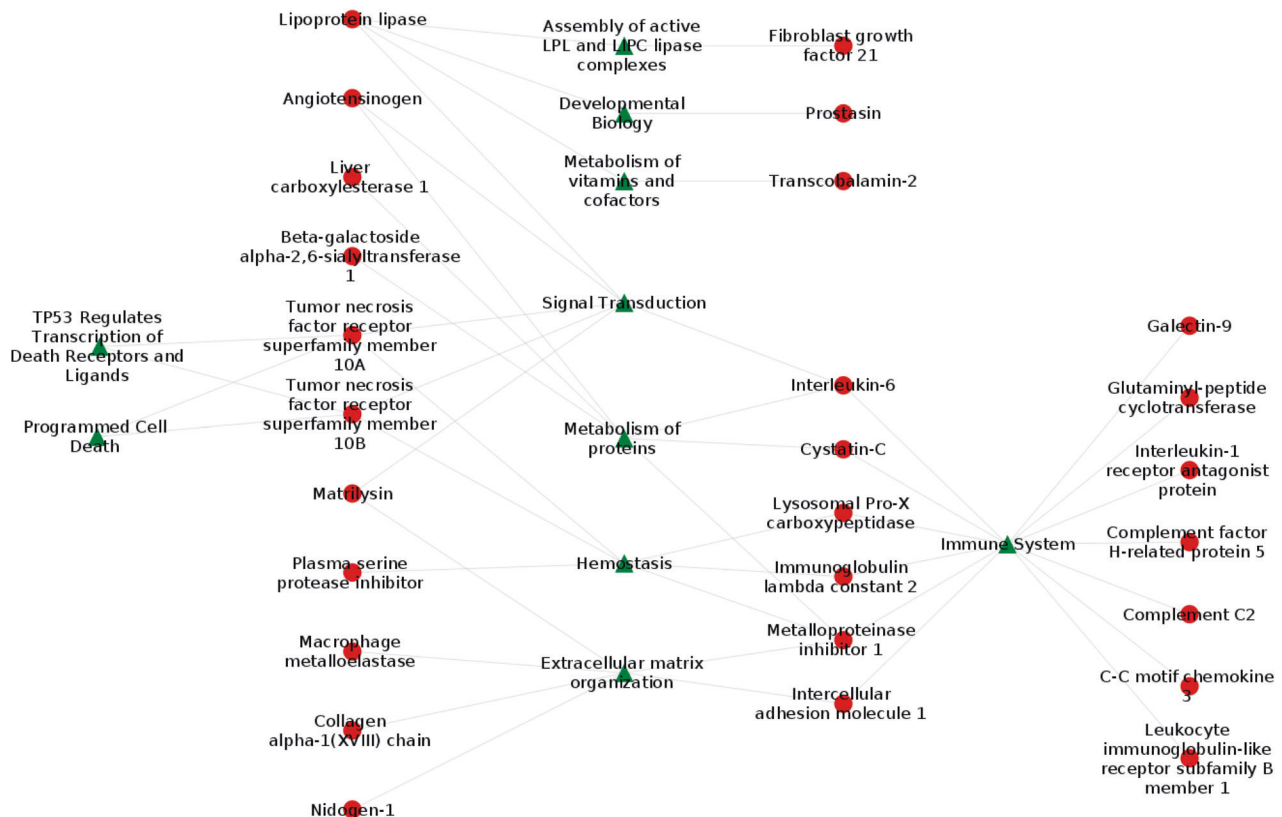 TP53 Regulates
Transcription of
Death Receptors and
Ligands
Programmed Cell
Death
Lipoprotein lipase
Angiotensinogen
Liver
carboxylesterase 1
Beta-galactoside
alpha-2,6-sialyltransferase
1
Tumor necrosis
factor receptor
superfamily member
10A
Tumor necrosis
factor receptor
superfamily member
10B
Matrilysin
Plasma serine
protease inhibitor
Macrophage
metalloelastase
Collagen
alpha-1(XVIII) chain
Nidogen-1
Assembly of active
LPL and LIPC lipase
complexes
Developmental
Biology
Metabolism of
vitamins and
cofactors
Signal Transduction
Metabolism of
proteins
Hemostasis
Extracellular matrix
organization
Fibroblast growth
factor 21
Prostasin
Transcobalamin-2
Interleukin-6
Cystatin-C
Lysosomal Pro-X
carboxypeptidase
Immunoglobulin
lambda constant 2
Metalloproteinase
inhibitor 1
Intercellular
adhesion molecule 1
Immune System
Galectin-9
Glutaminyl-peptide
cyclotransferase
Interleukin-1
receptor antagonist
protein
Complement factor
H-related protein 5
Complement C2
C-C motif chemokine
3
Leukocyte
immunoglobulin-like
receptor subfamily B
member 1